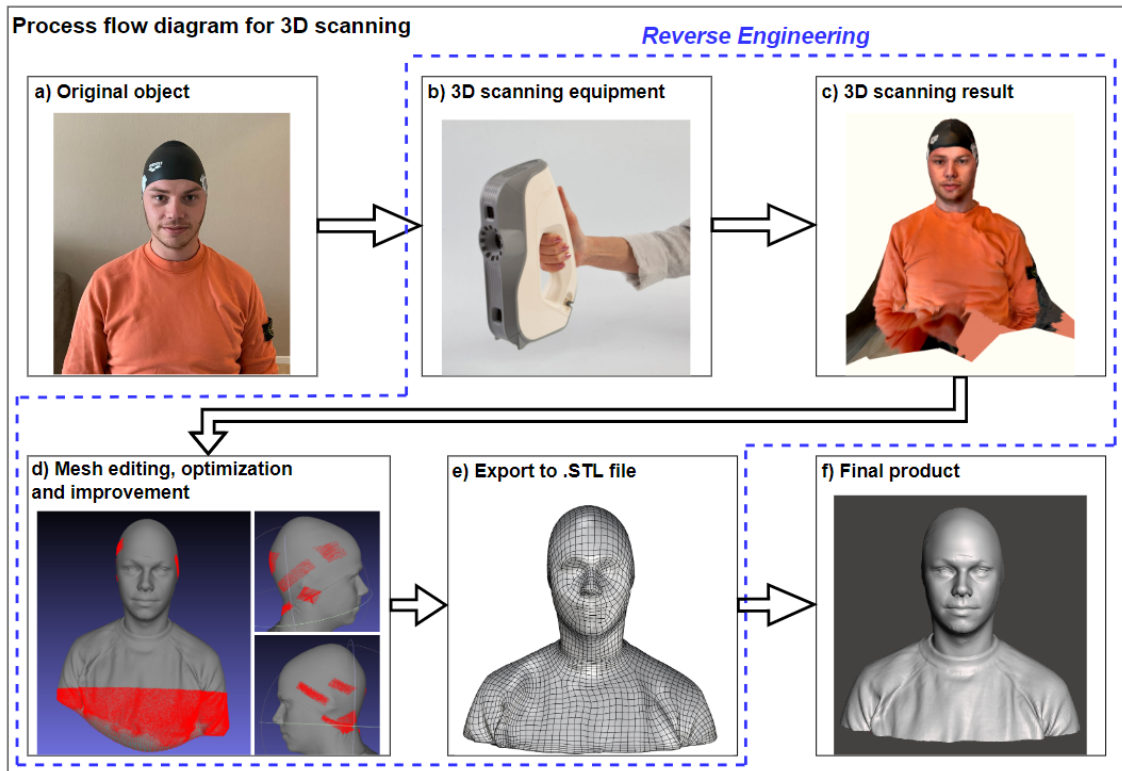 Process flow diagram for 3D scanning
Reverse Engineering
a) Original object
b) 3D scanning equipment
c) 3D scanning result
d) Mesh editing, optimization
and improvement
e) Export to .STL file
f) Final product